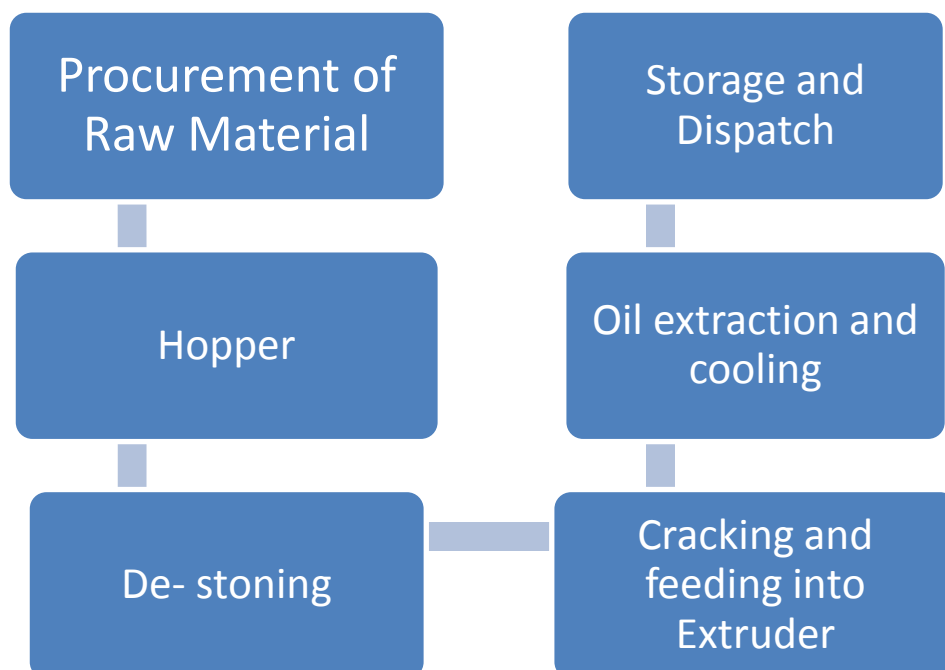 Procurement of
Raw Material
Hopper
De- stoning
Cracking and
feeding into
Extruder
Oil extraction and
cooling
Storage and
Dispatch